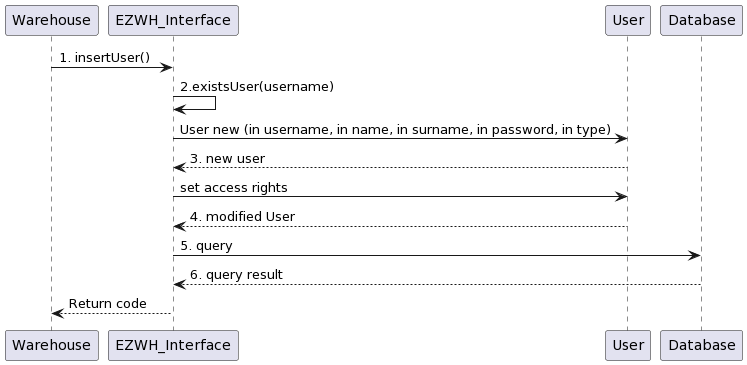 Warehouse EZWH_Interface User Database
1. insertUser()
2.existsUser(username)
User new (in username, in name, in surname, in password, in type)
3. new user
set access rights
4. modified User
5. query
6. query result
Return code
Warehouse EZWH_Interface User Database